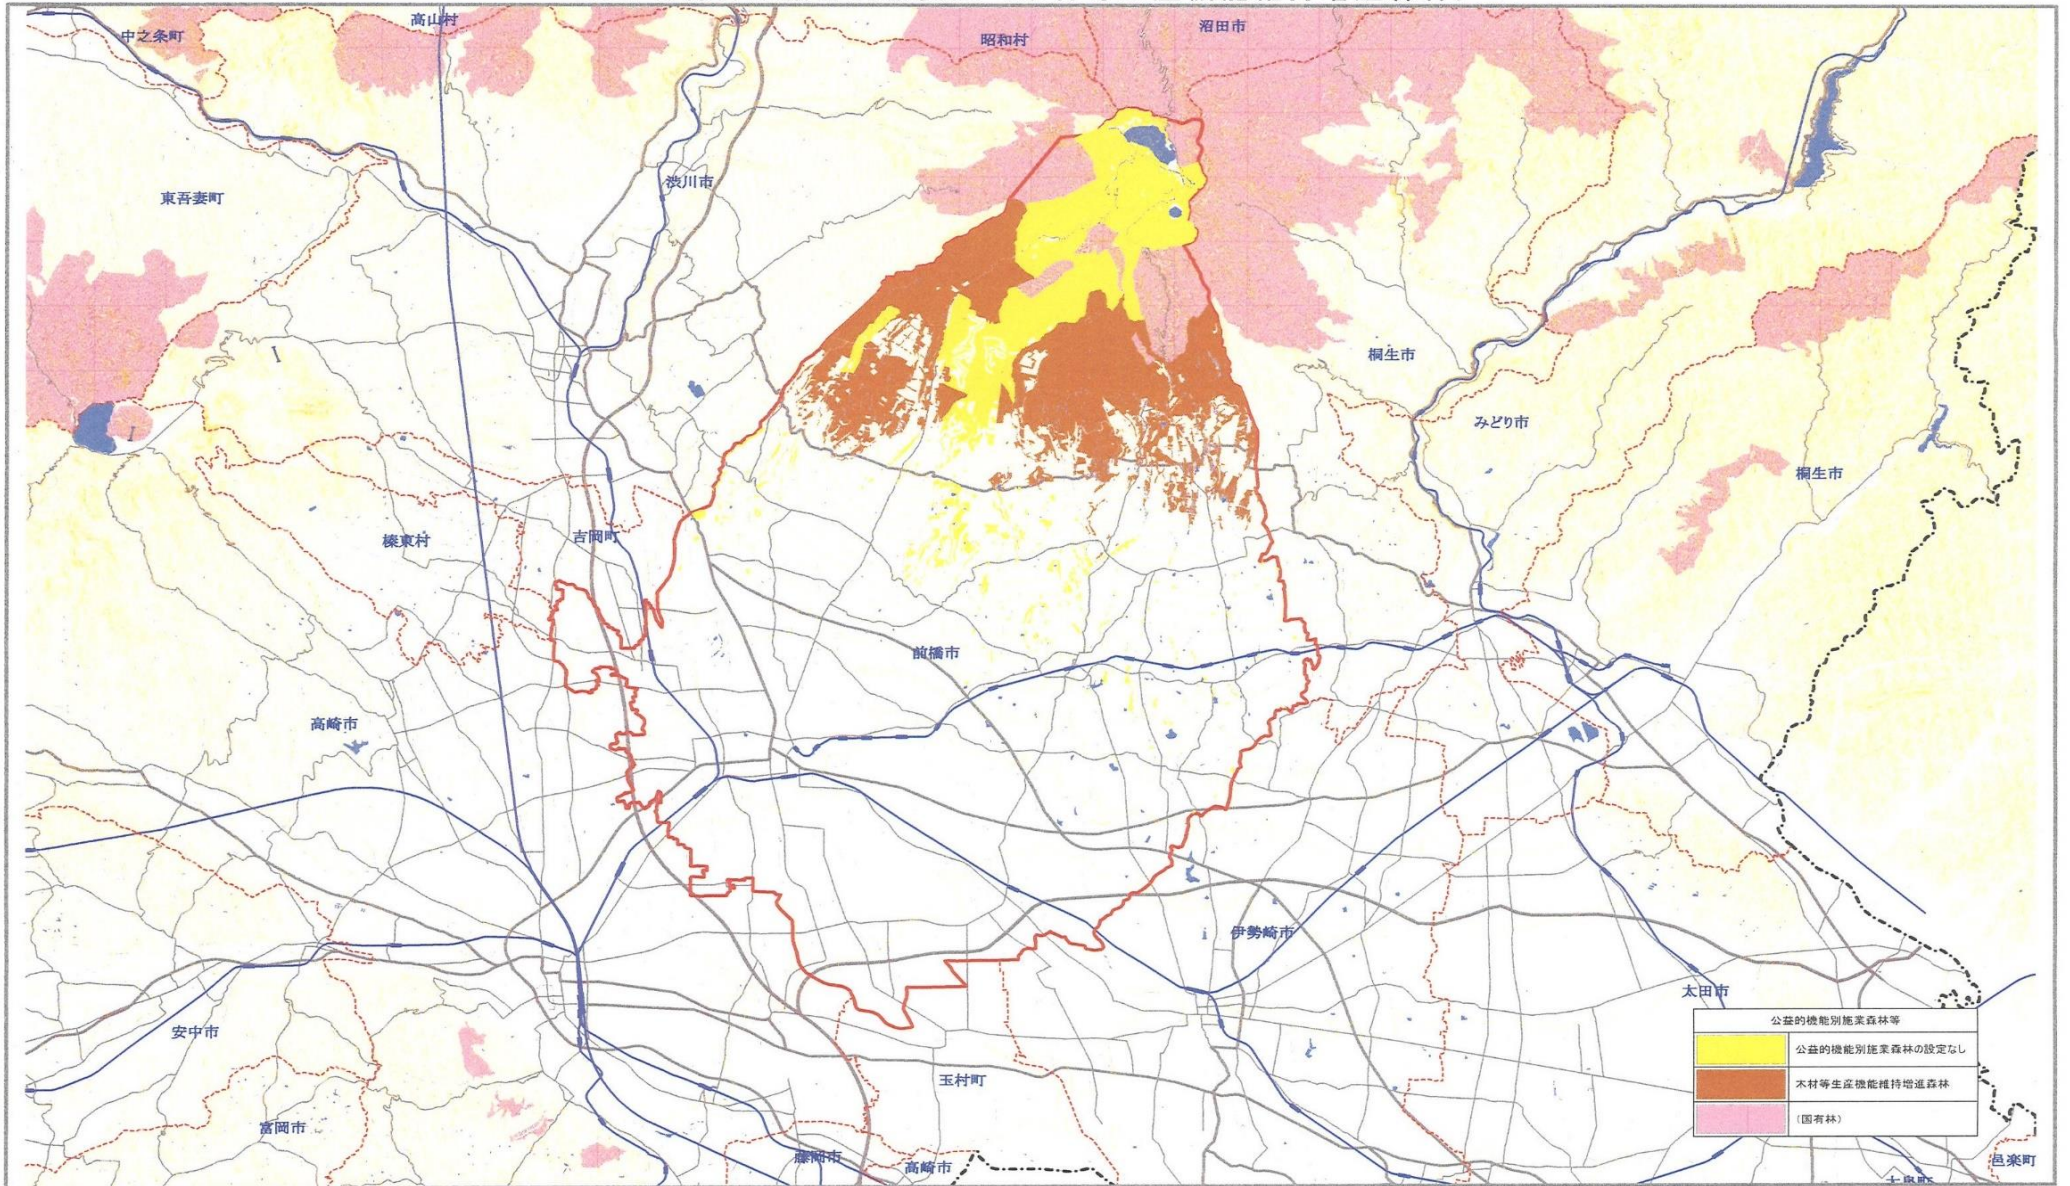 中之条町
高山村
昭和村
沼田市
東吾妻町
渋川市
桐生市
みどり市
桐生市
榛東村
吉岡町
前橋市
高崎市
伊勢崎市
太田市
安中市
玉村町
富岡市
藤岡市
高崎市
邑楽町
公益的機能別施業森林等
公益的機能別施業森林の設定なし
木材等生産機能維持増進森林
(国有林)